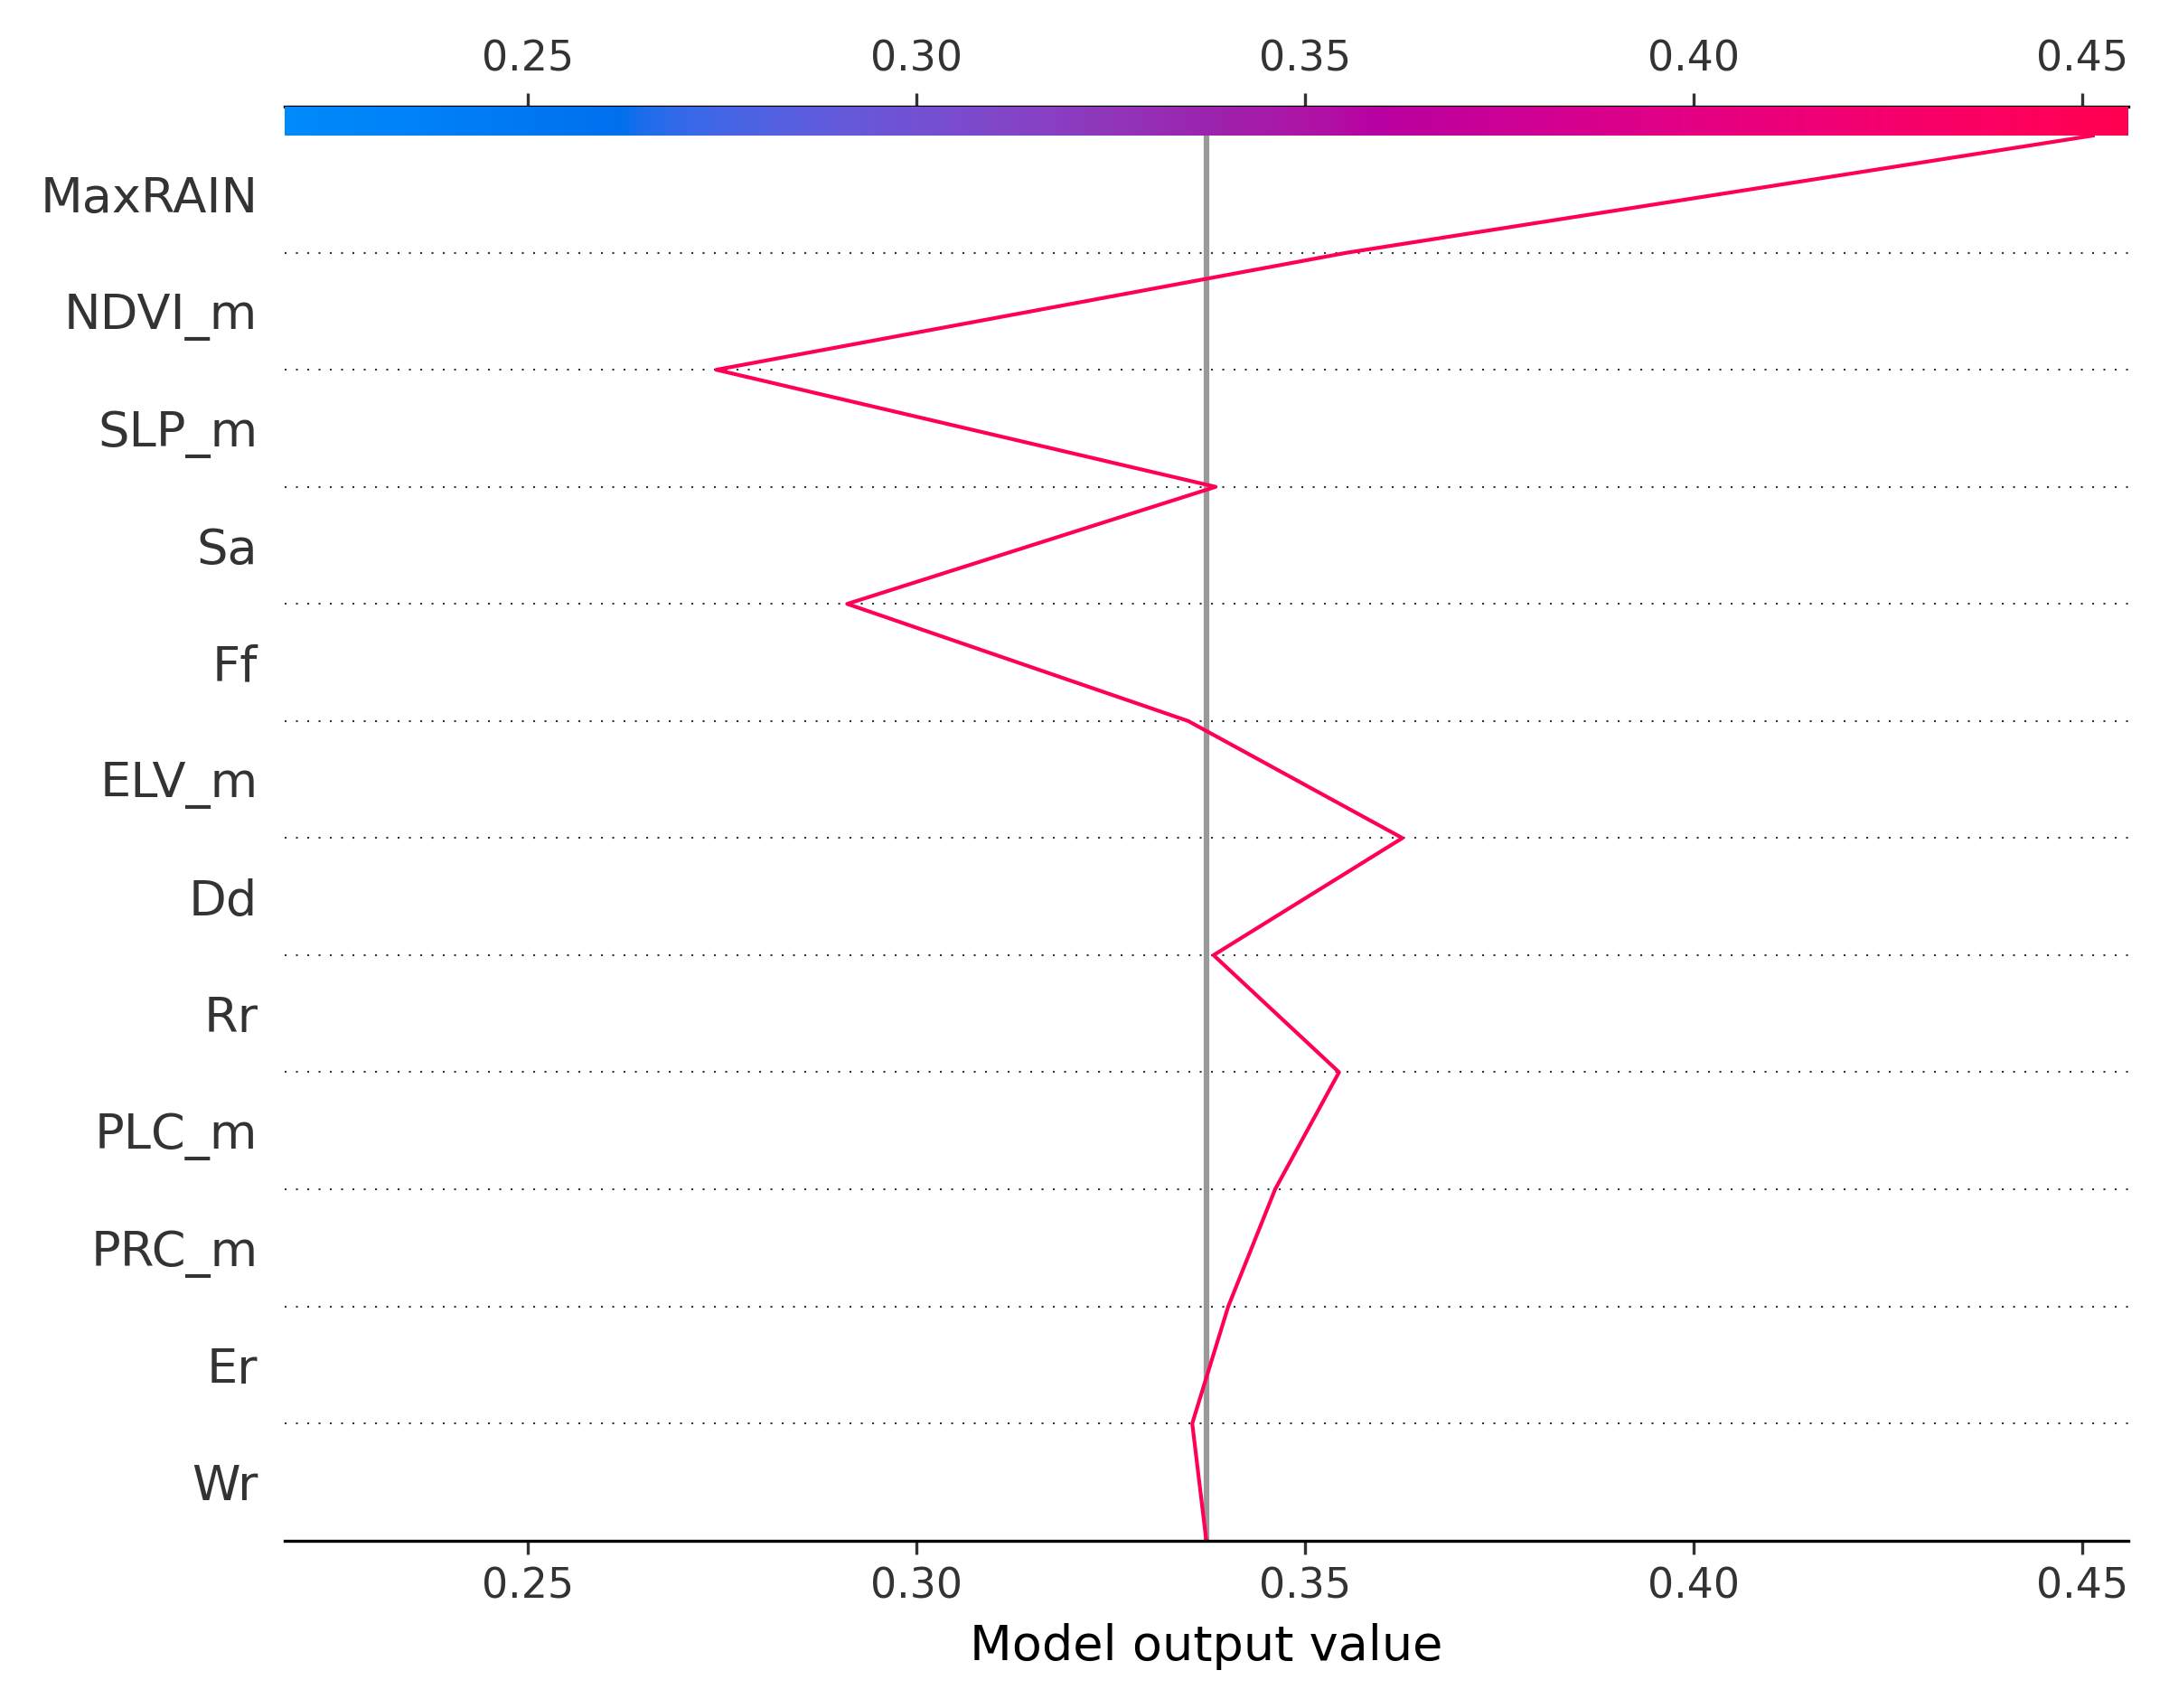 0.25 0.30 0.35 0.40 0.45
MaxRAIN
NDVI_m
SLP_m
Sa
Ff
ELV_m
Dd
Rr
PLC_m
PRC_m
Er
Wr
0.25 0.30 0.35 0.40 0.45
Model output value